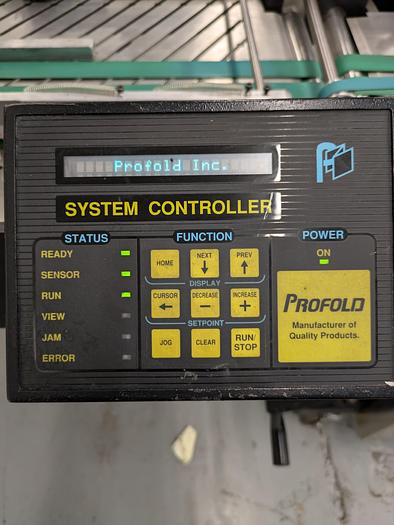 Profold Inc.
SYSTEM CONTROLLER
STATUS
READY
SENSOR
RUN
VIEW
JAM
ERROR
FUNCTION
HOME
NEXT
PREV
DISPLAY
CURSOR
DECREASE
INCREASE
SETPOINT
JOG
CLEAR
RUN/
STOP
POWER
ON
PROFOLD
Manufacturer of
Quality Products.